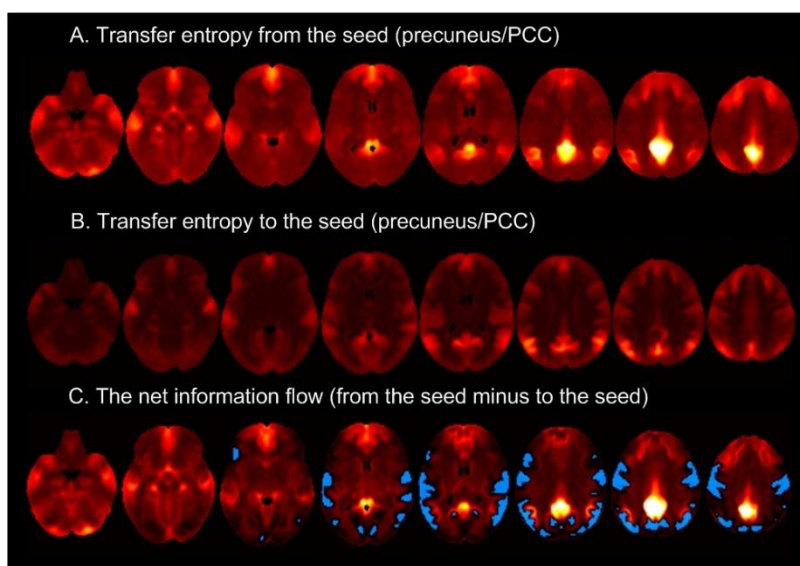 A. Transfer entropy from the seed (precuneus/PCC)
B. Transfer entropy to the seed (precuneus/PCC)
C. The net information flow (from the seed minus to the seed)